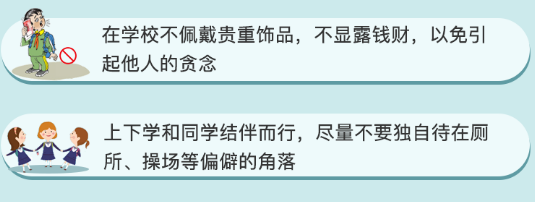 在学校不佩戴贵重饰品，不显露钱财，以免引
起他人的贪念
上下学和同学结伴而行，尽量不要独自待在厕
所、操场等偏僻的角落